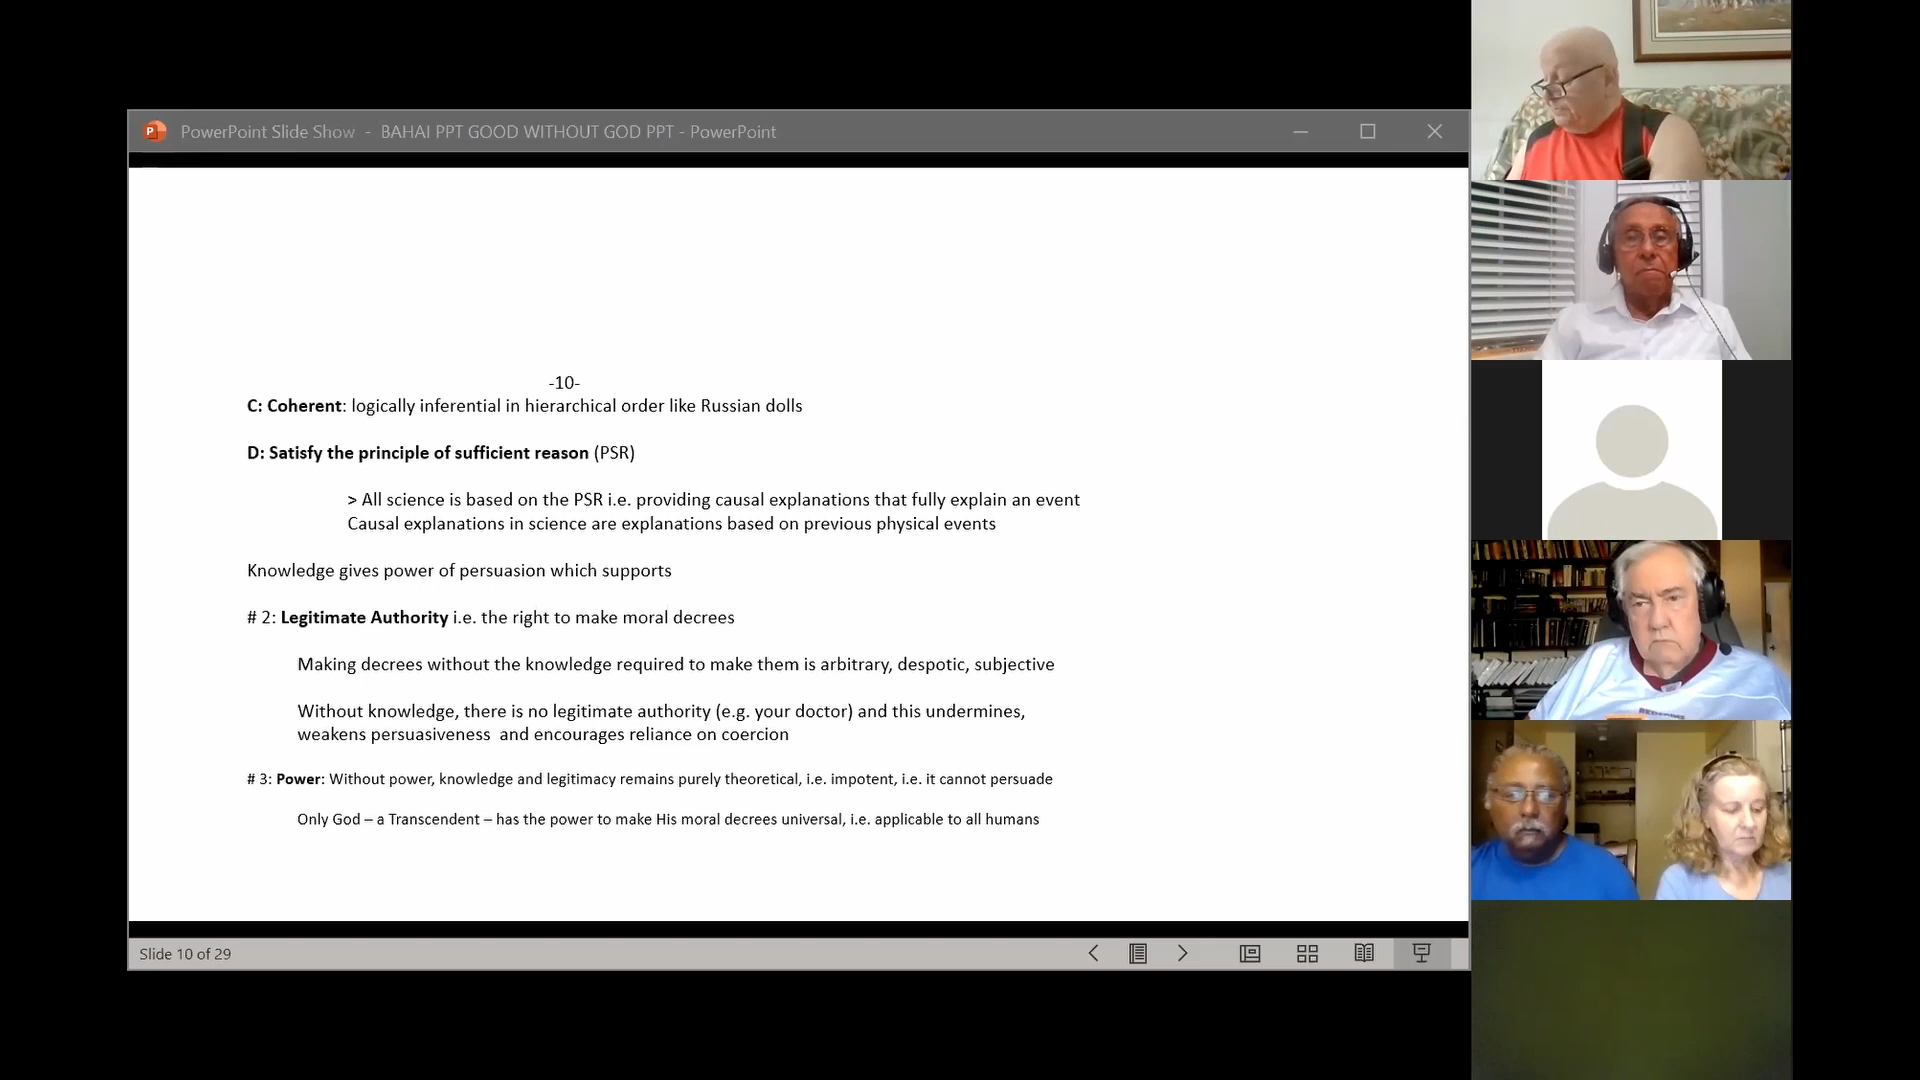 PowerPoint Slide Show - BAHAI PPT GOOD WITHOUT GOD PPT - PowerPoint
-10-
C: Coherent: logically inferential in hierarchical order like Russian dolls
D: Satisfy the principle of sufficient reason (PSR)
> All science is based on the PSR i.e. providing causal explanations that fully explain an event
Causal explanations in science are explanations based on previous physical events
Knowledge gives power of persuasion which supports
# 2: Legitimate Authority i.e. the right to make moral decrees
Making decrees without the knowledge required to make them is arbitrary, despotic, subjective
Without knowledge, there is no legitimate authority (e.g. your doctor) and this undermines,
weakens persuasiveness  and encourages reliance on coercion
# 3: Power: Without power, knowledge and legitimacy remains purely theoretical, i.e. impotent, i.e. it cannot persuade
Only God – a Transcendent – has the power to make His moral decrees universal, i.e. applicable to all humans
Slide 10 of 29